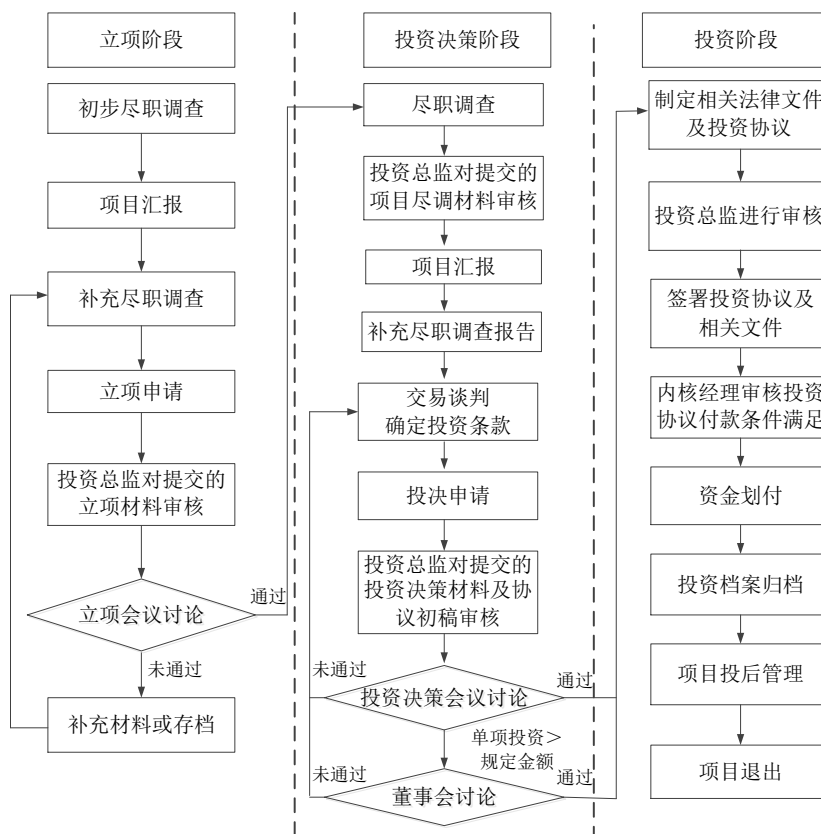 立项阶段
初步尽职调查
项目汇报
补充尽职调查
立项申请
投资总监对提交的
立项材料审核
立项会议讨论
通过
未通过
补充材料或存档
投资决策阶段
尽职调查
投资总监对提交的
项目尽调材料审核
项目汇报
补充尽职调查报告
交易谈判
确定投资条款
投决申请
投资总监对提交的
投资决策材料及协
议初稿审核
未通过
投资决策会议讨论
通过
单项投资＞
规定金额
未通过
董事会讨论
通过
投资阶段
制定相关法律文件
及投资协议
投资总监进行审核
签署投资协议及
相关文件
内核经理审核投资
协议付款条件满足
资金划付
投资档案归档
项目投后管理
项目退出